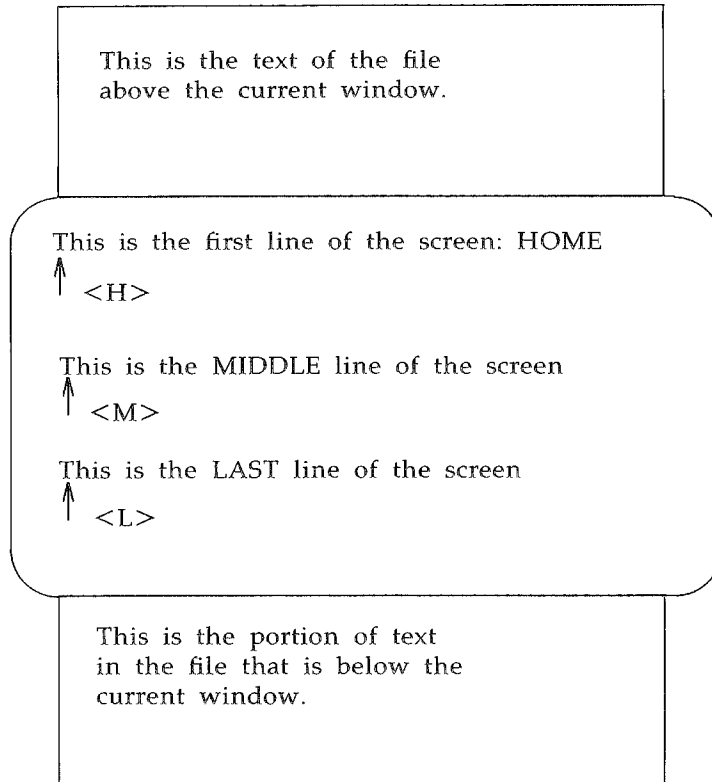 This is the text of the file
above the current window.
This is the first line of the screen: HOME
<H>
This is the MIDDLE line of the screen
<M>
This is the LAST line of the screen
<L>
This is the portion of text
in the file that is below the
current window.